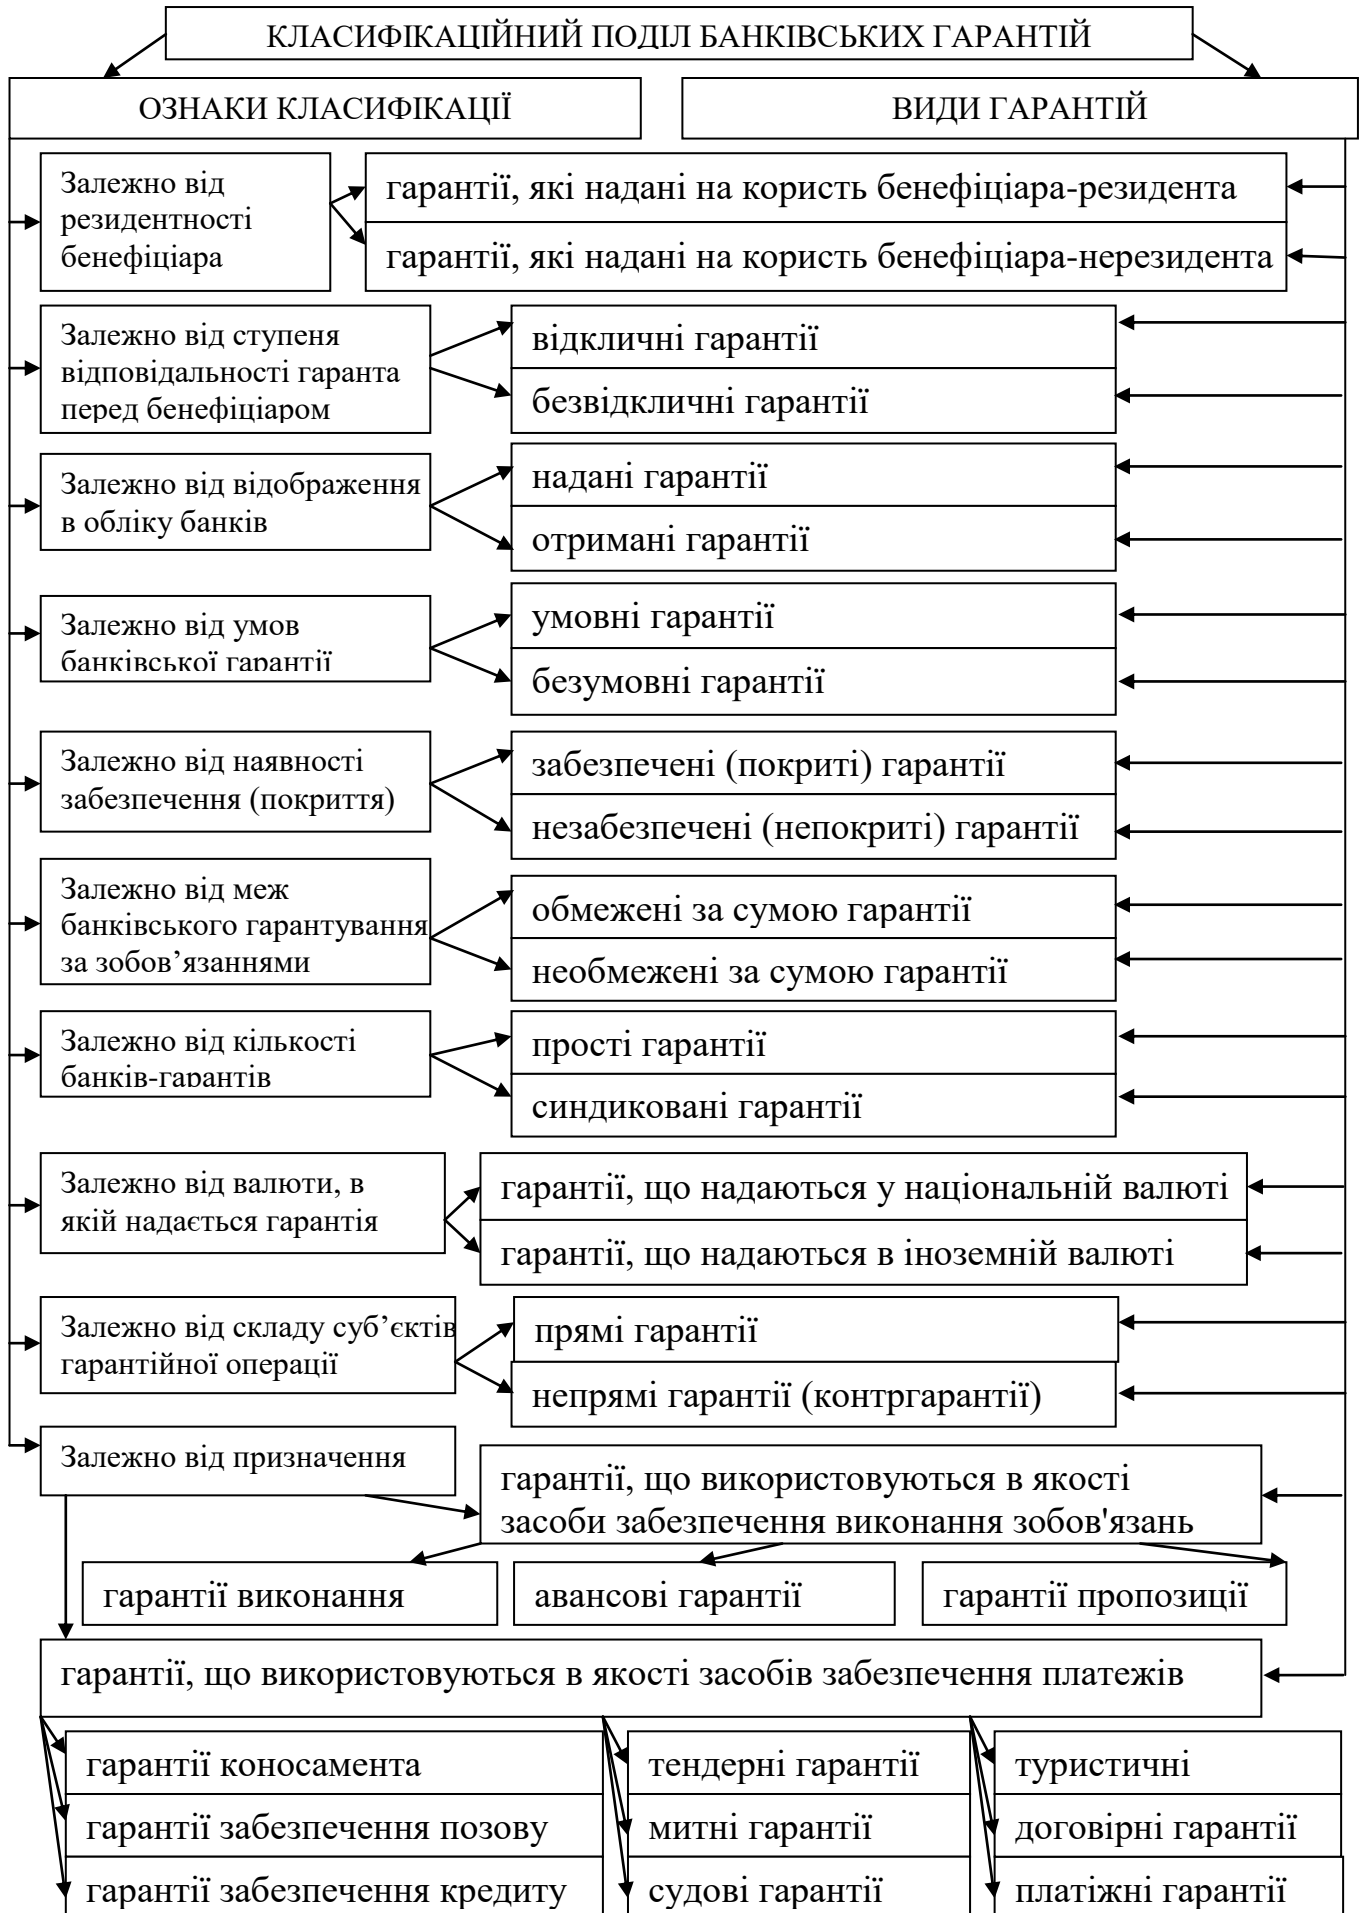 КЛАСИФІКАЦІЙНИЙ ПОДІЛ БАНКІВСЬКИХ ГАРАНТІЙ
ОЗНАКИ КЛАСИФІКАЦІЇ
ВИДИ ГАРАНТІЙ
Залежно від
резидентності
бенефіціара
гарантії, які надані на користь бенефіціара-резидента
гарантії, які надані на користь бенефіціара-нерезидента
Залежно від ступеня
відповідальності гаранта
перед бенефіціаром
відкличні гарантії
безвідкличні гарантії
Залежно від відображення
в обліку банків
надані гарантії
отримані гарантії
Залежно від умов
банківської гарантії
умовні гарантії
безумовні гарантії
Залежно від наявності
забезпечення (покриття)
забезпечені (покриті) гарантії
незабезпечені (непокриті) гарантії
Залежно від меж
банківського гарантування
за зобов’язаннями
обмежені за сумою гарантії
необмежені за сумою гарантії
Залежно від кількості
банків-гарантів
прості гарантії
синдиковані гарантії
Залежно від валюти, в
якій надається гарантія
гарантії, що надаються у національній валюті
гарантії, що надаються в іноземній валюті
Залежно від складу суб’єктів
гарантійної операції
прямі гарантії
непрямі гарантії (контргарантії)
Залежно від призначення
гарантії, що використовуються в якості
засоби забезпечення виконання зобов'язань
гарантії виконання
авансові гарантії
гарантії пропозиції
гарантії, що використовуються в якості засобів забезпечення платежів
гарантії коносамента
гарантії забезпечення позову
гарантії забезпечення кредиту
тендерні гарантії
митні гарантії
судові гарантії
туристичні
договірні гарантії
платіжні гарантії